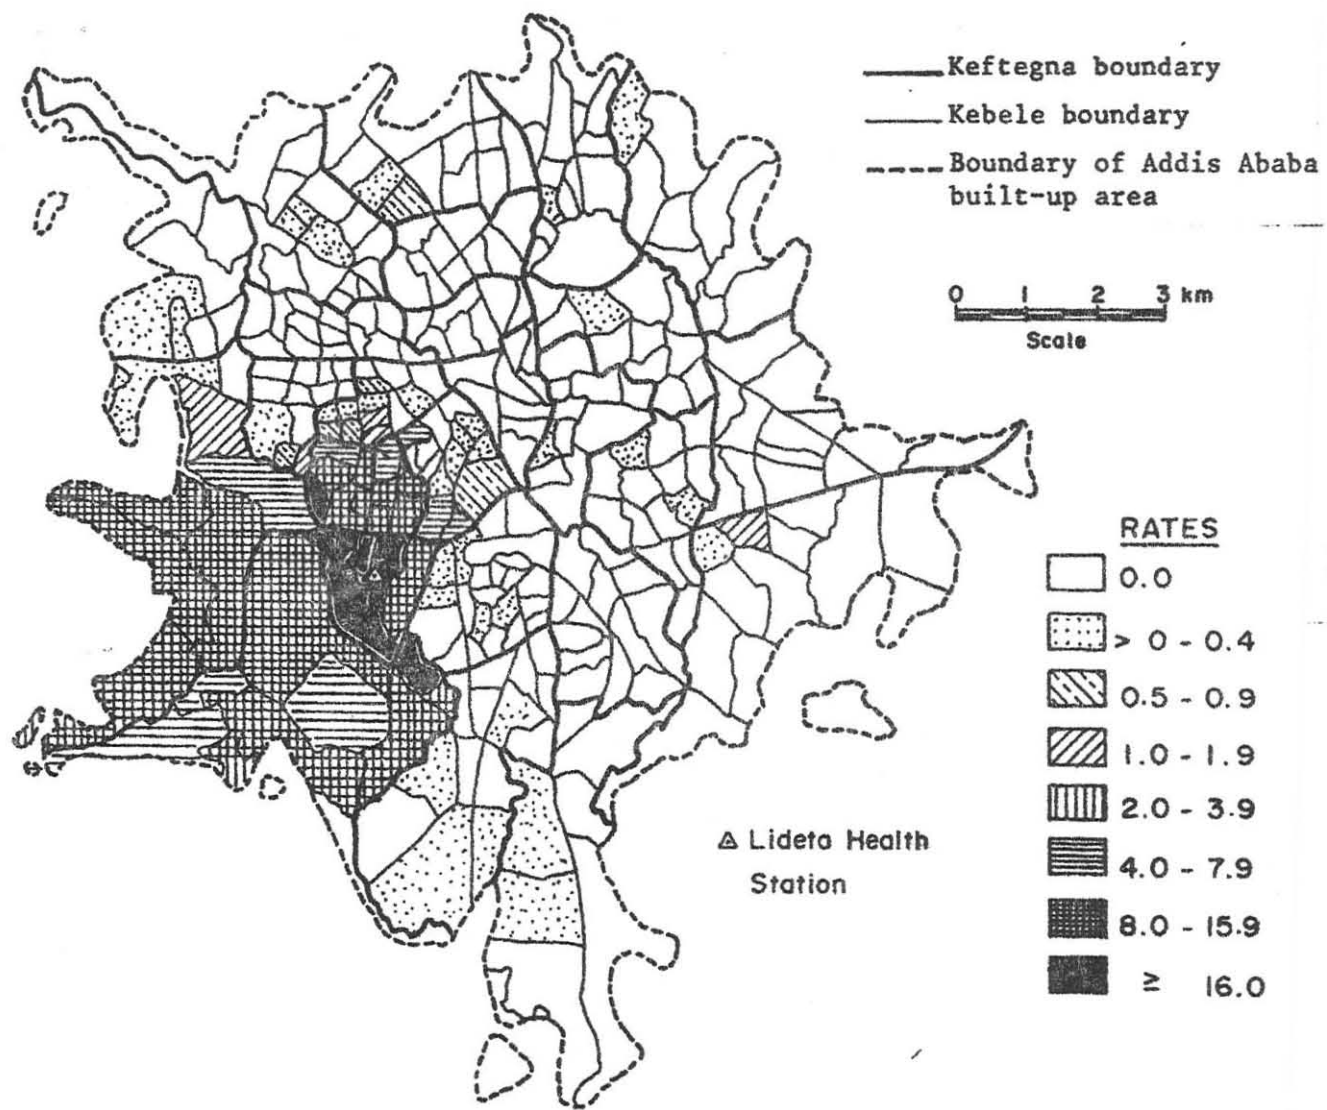 Keftegna boundary
Kebele boundary
Boundary of Addis Ababa
built-up area
0 1 2 3 km
Scale
RATES
0.0
> 0 - 0.4
0.5 - 0.9
1.0 - 1.9
2.0 - 3.9
4.0 - 7.9
8.0 - 15.9
≥ 16.0
Lideta Health
Station